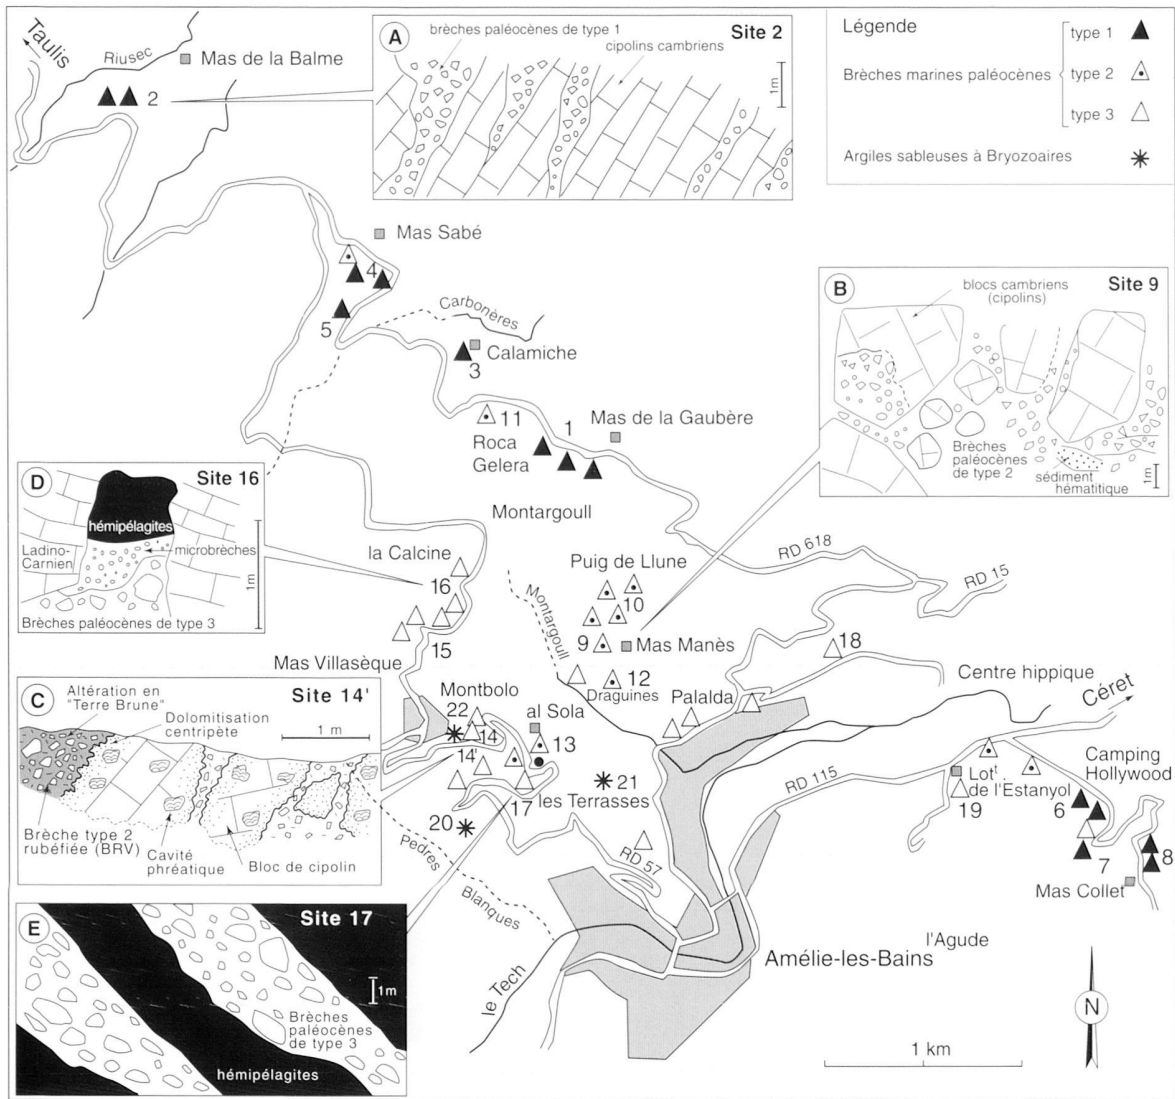 Taulis
Riusec
Mas de la Balme
2
A
brèches paléocènes de type 1
cipolins cambriens
Site 2
1m
Légende
Brèches marines paléocènes
type 1
type 2
type 3
Argiles sableuses à Bryozoaires
Mas Sabé
4
5
Carbonères
Calamiche
3
11
Roca
Gelera
1
Mas de la Gaubère
B
blocs cambriens
(cipolins)
Site 9
Brèches
paléocènes
de type 2
sédiment
hématitique
1m
D
Site 16
hémipélagites
Ladino-
Carnien
microbrèches
1m
Brèches paléocènes de type 3
Montargoull
la Calcine
16
15
Mas Villasèque
Montargoull
Puig de Llune
10
9
Mas Manès
12
Draguines
RD 618
RD 15
18
Palalda
Centre hippique
Céret
C
Altération en
"Terre Brune"
Site 14'
Dolomitisation
centripète
1 m
Brèche type 2
rubéfiée (BRV)
Cavité
phréatique
Bloc de cipolin
Montbolo
22
14
14'
al Sola
13
17
les Terrasses
21
20
Pedres
Blanques
RD 57
RD 115
Lot^t
de l'Estanyol
19
Camping
Hollywood
6
7
8
Mas Collet
E
Site 17
1m
Brèches
paléocènes
de type 3
hémipélagites
le Tech
Amélie-les-Bains
l'Agude
N
1 km